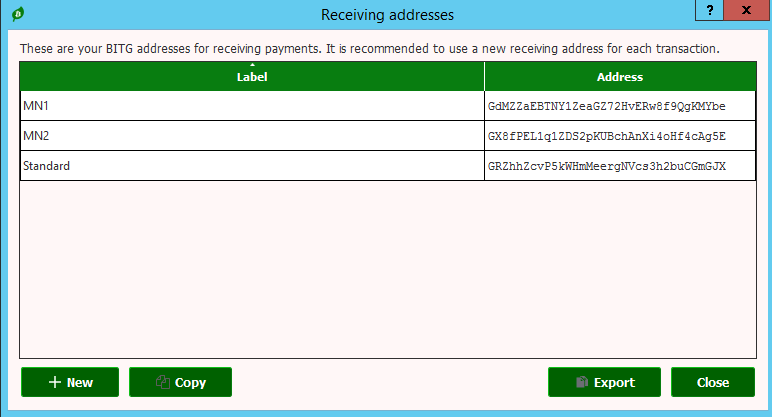 Receiving addresses
? x
These are your BITG addresses for receiving payments. It is recommended to use a new receiving address for each transaction.
Label Address
MN1 GdMZZaEBTNY1ZeaGZ72HvERw8f9QgKMYbe
MN2 GX8fPEL1q1ZDS2pKUBchAnXi4oHf4cAg5E
Standard GRZhhZcvP5kWHmMeergNVcs3h2buCGmGJX
New Copy Export Close